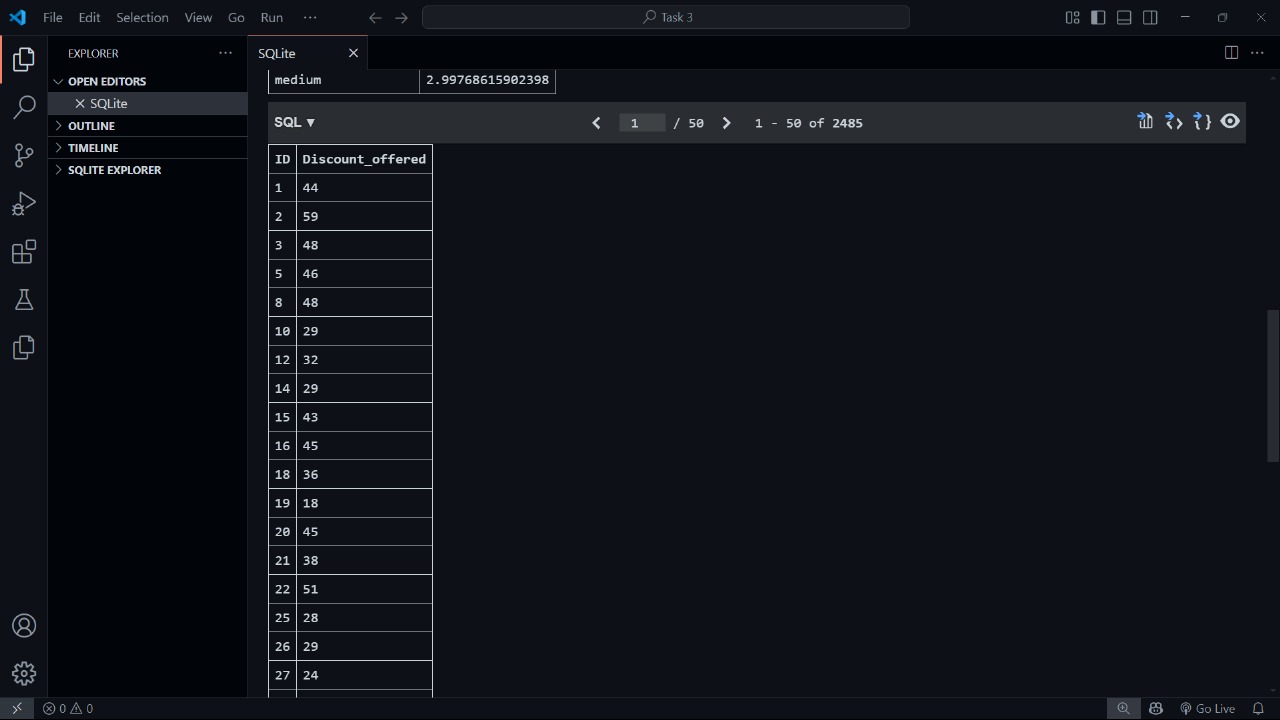 File Edit Selection View Go Run ··· Task 3
EXPLORER ···
OPEN EDITORS
SQLite
OUTLINE
TIMELINE
SQLITE EXPLORER
SQLite
medium 2.99768615902398
SQL ▼ 1 / 50 1 - 50 of 2485
ID Discount_offered
1 44
2 59
3 48
5 46
8 48
10 29
12 32
14 29
15 43
16 45
18 36
19 18
20 45
21 38
22 51
25 28
26 29
27 24
0 0 Go Live